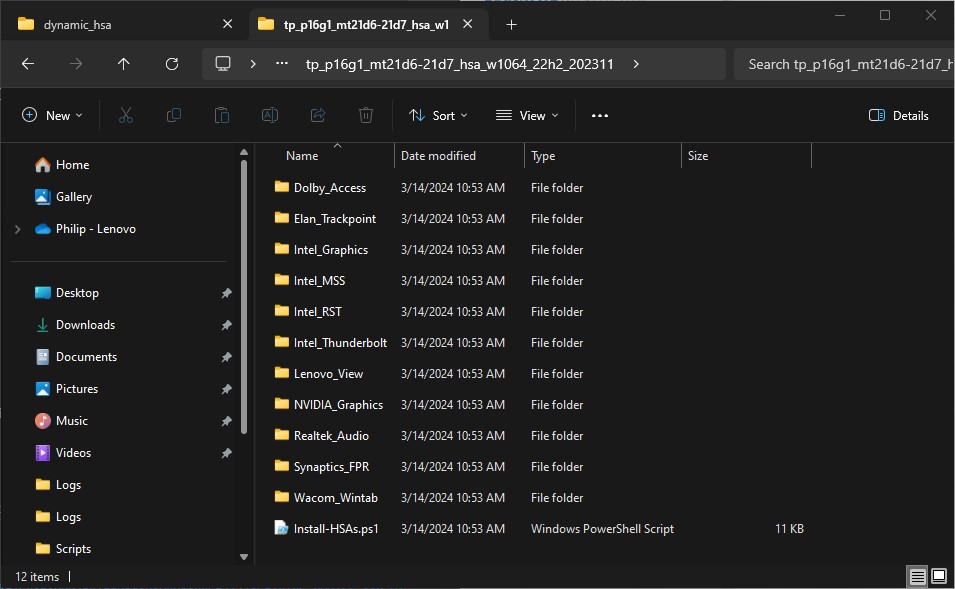 dynamic_hsa
tp_p16g1_mt21d6-21d7_hsa_w1
tp_p16g1_mt21d6-21d7_hsa_w1064_22h2_202311
Search tp_p16g1_mt21d6-21d7_h
New
Sort
View
Details
Home
Gallery
Philip - Lenovo
Desktop
Downloads
Documents
Pictures
Music
Videos
Logs
Logs
Scripts
Name Date modified Type Size
Dolby_Access 3/14/2024 10:53 AM File folder
Elan_Trackpoint 3/14/2024 10:53 AM File folder
Intel_Graphics 3/14/2024 10:53 AM File folder
Intel_MSS 3/14/2024 10:53 AM File folder
Intel_RST 3/14/2024 10:53 AM File folder
Intel_Thunderbolt 3/14/2024 10:53 AM File folder
Lenovo_View 3/14/2024 10:53 AM File folder
NVIDIA_Graphics 3/14/2024 10:53 AM File folder
Realtek_Audio 3/14/2024 10:53 AM File folder
Synaptics_FPR 3/14/2024 10:53 AM File folder
Wacom_Wintab 3/14/2024 10:53 AM File folder
Install-HSAs.ps1 3/14/2024 10:53 AM Windows PowerShell Script 11 KB
12 items